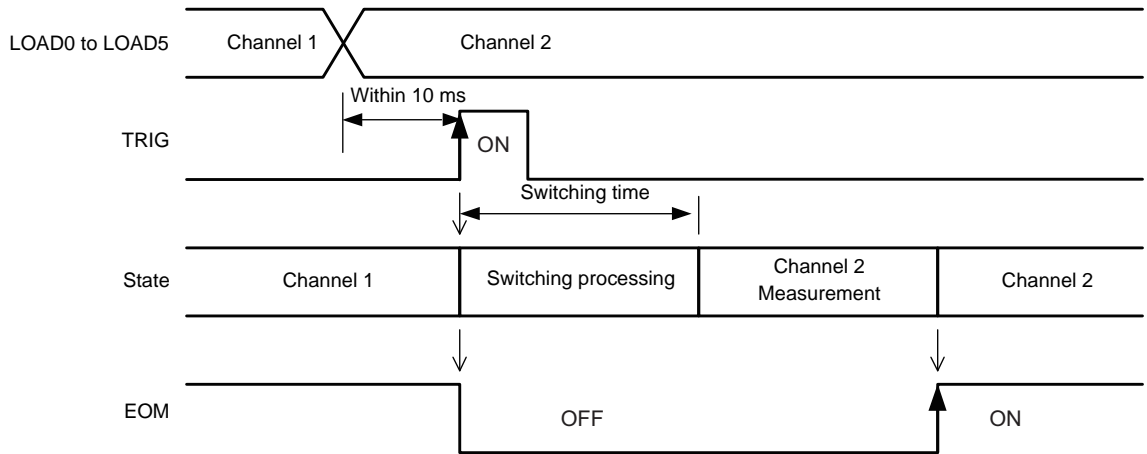 LOAD0 to LOAD5
Channel 1
Channel 2
Within 10 ms
TRIG
ON
Switching time
State
Channel 1
Switching processing
Channel 2
Measurement
Channel 2
EOM
OFF
ON